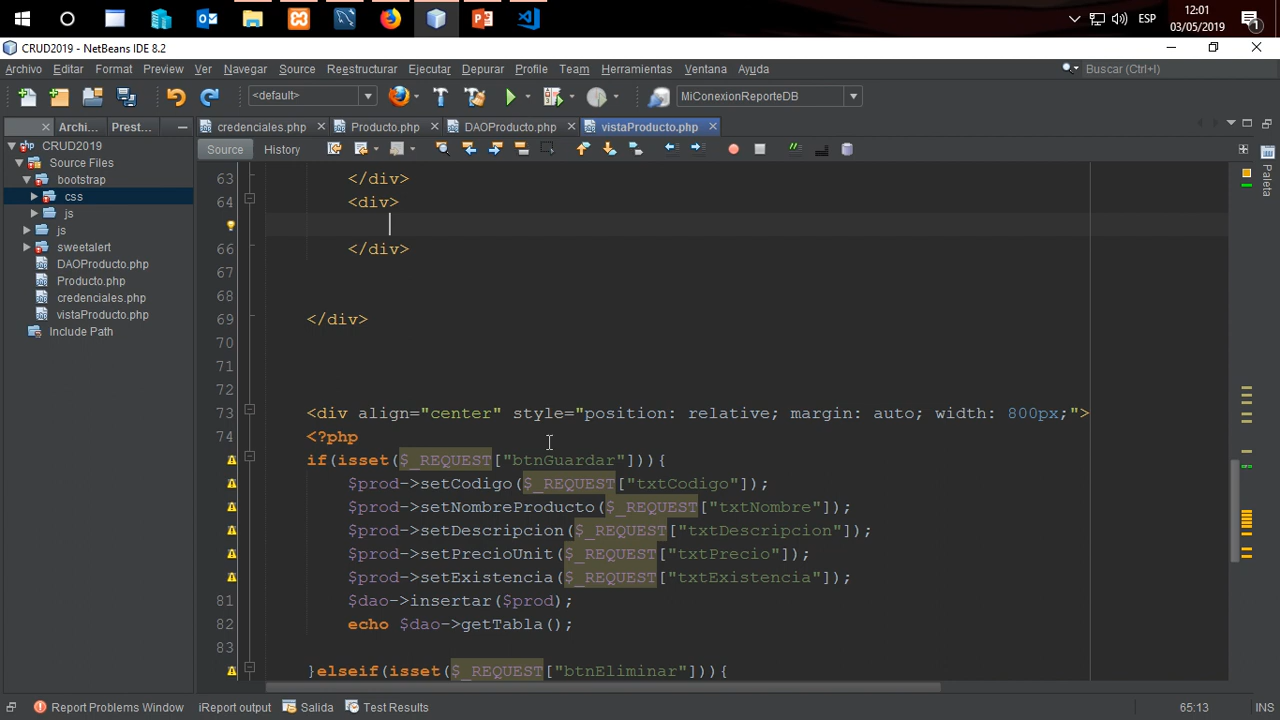 ESP
12:01
03/05/2019
1
CRUD2019 - NetBeans IDE 8.2
Archivo Editar Format Preview Ver Navegar Source Reestructurar Ejecutar Depurar Profile Team Herramientas Ventana Ayuda
Buscar (Ctrl+I)
<default>
MiConexionReporteDB
Archi...
Prest...
credenciales.php
Producto.php
DAOProducto.php
vistaProducto.php
Source
History
CRUD2019
Source Files
bootstrap
css
js
js
sweetalert
DAOProducto.php
Producto.php
credenciales.php
vistaProducto.php
Include Path
Paleta
63 </div>
64 <div>
66 </div>
67
68
69 </div>
70
71
72
73 <div align="center" style="position: relative; margin: auto; width: 800px;">
74 <?php
if(isset($_REQUEST["btnGuardar"])){
$prod->setCodigo($_REQUEST["txtCodigo"]);
$prod->setNombreProducto($_REQUEST["txtNombre"]);
$prod->setDescripcion($_REQUEST["txtDescripcion"]);
$prod->setPrecioUnit($_REQUEST["txtPrecio"]);
$prod->setExistencia($_REQUEST["txtExistencia"]);
81 $dao->insertar($prod);
82 echo $dao->getTabla();
83
}elseif(isset($_REQUEST["btnEliminar"])){
Report Problems Window
iReport output
Salida
Test Results
65:13
INS